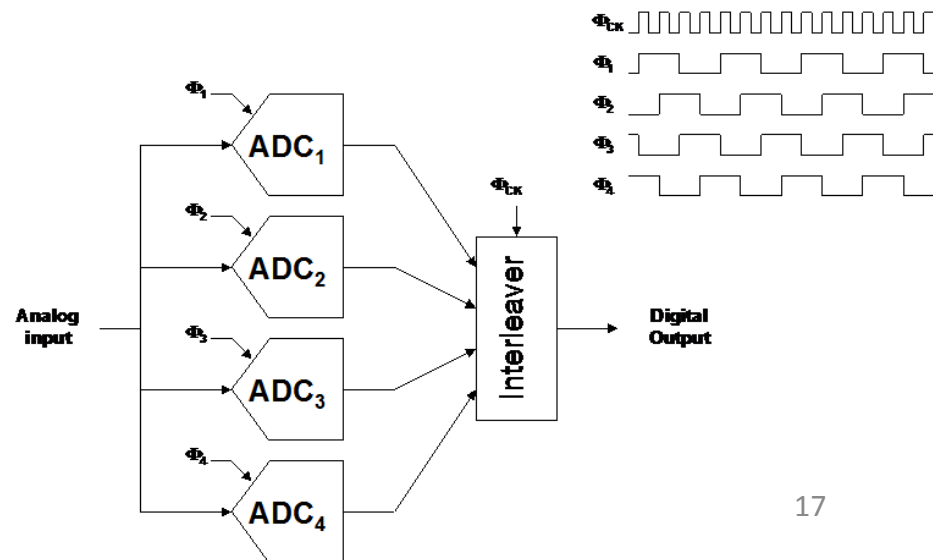 Φ_CK
Φ_1
Φ_2
Φ_3
Φ_4
Φ_1
ADC_1
Φ_2
ADC_2
Φ_3
ADC_3
Φ_4
ADC_4
Analog
input
Φ_CK
Interleaver
Digital
Output
17